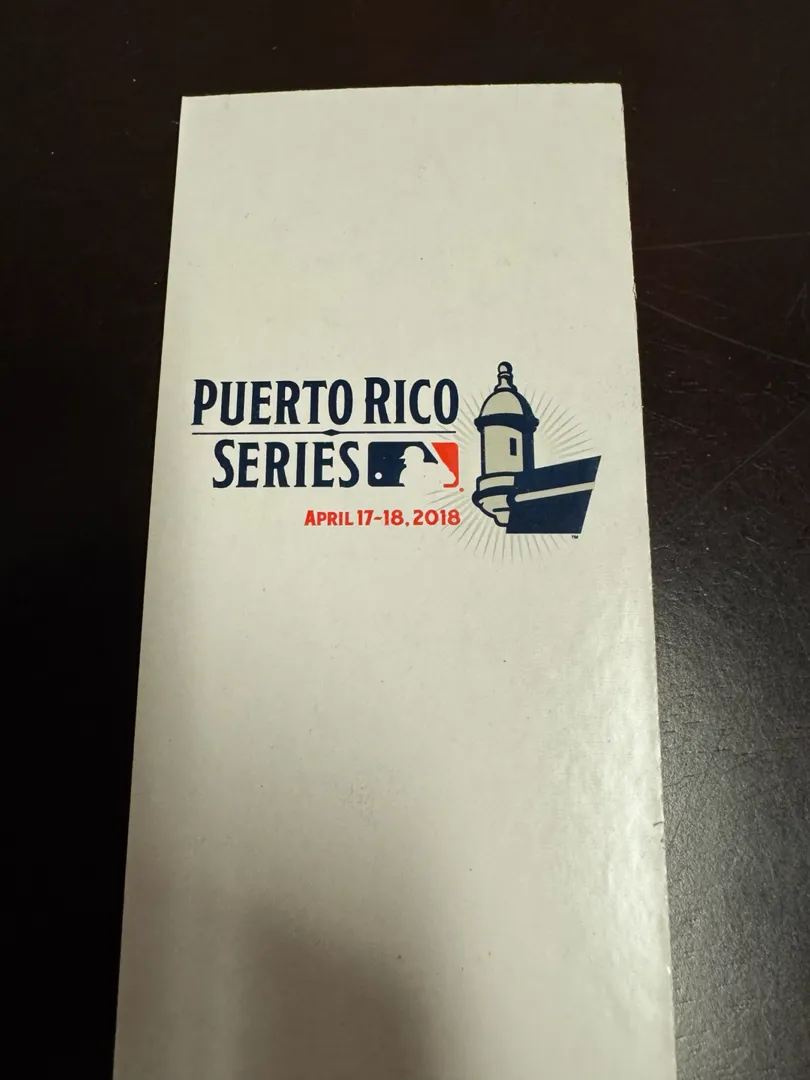 PUERTO RICO
SERIES
APRIL 17-18, 2018
TM